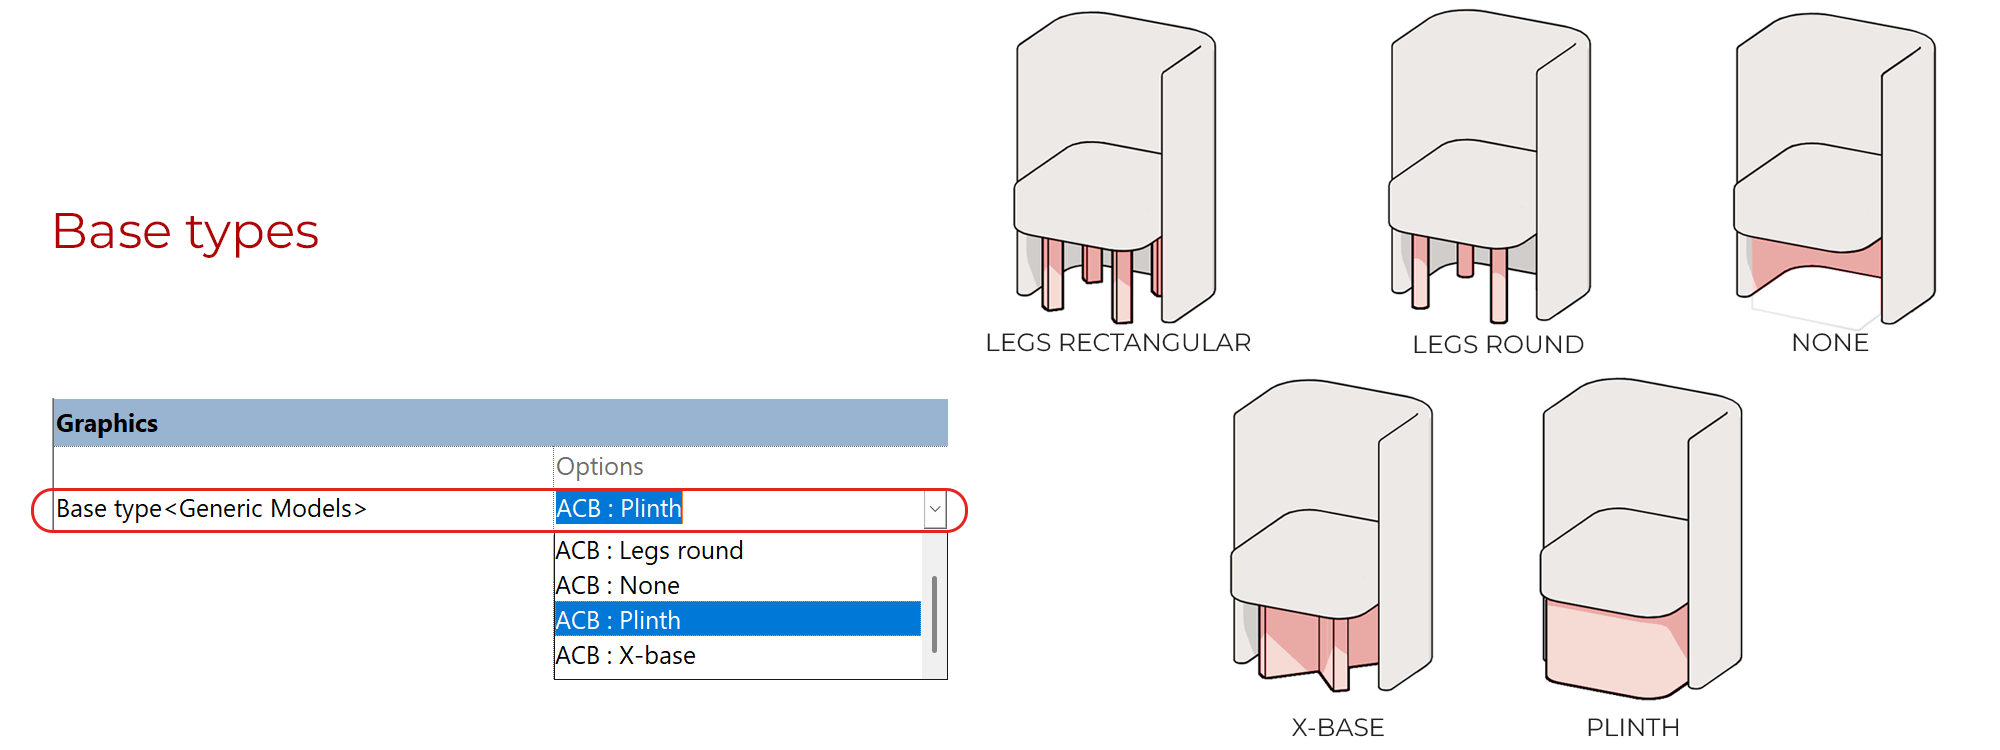 Base types
LEGS RECTANGULAR
LEGS ROUND
NONE
Graphics
Options
Base type<Generic Models>
ACB : Plinth
ACB : Legs round
ACB : None
ACB : Plinth
ACB : X-base
X-BASE
PLINTH